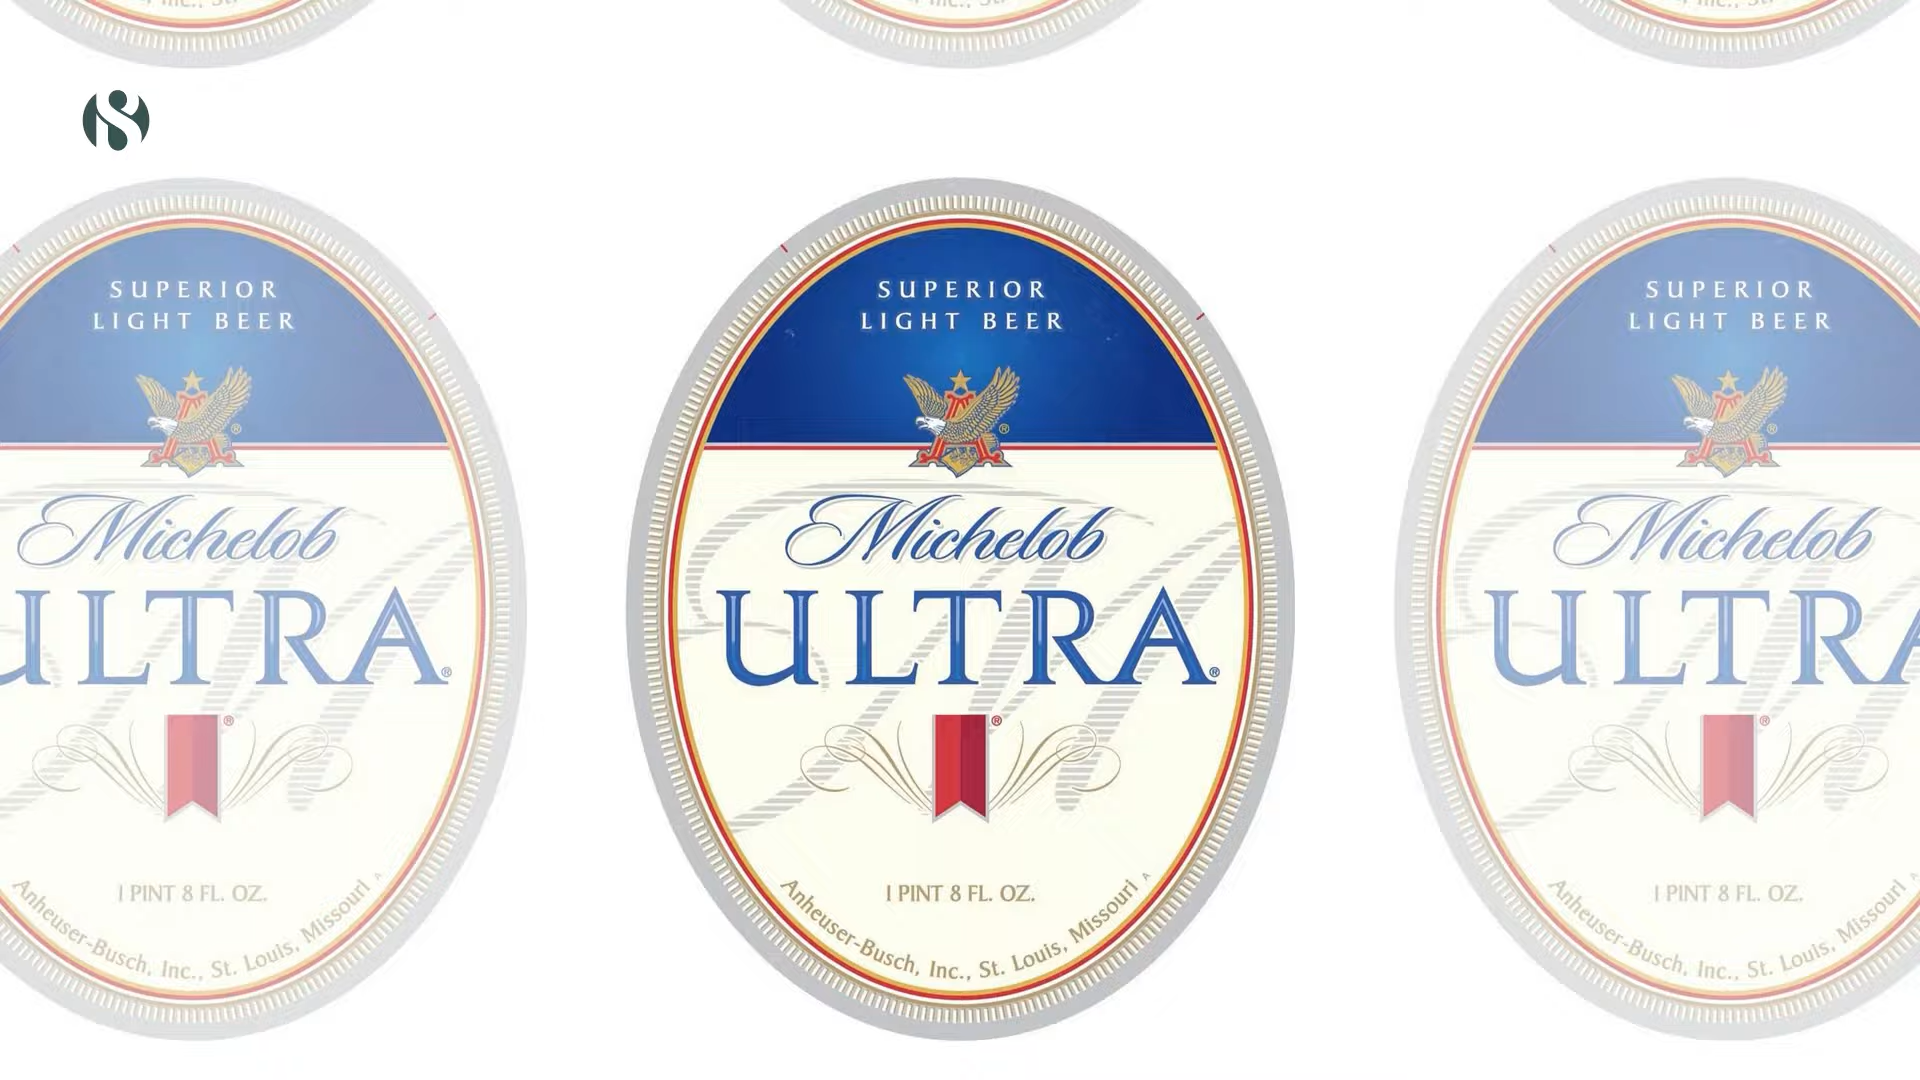 SUPERIOR
LIGHT BEER
Michelob
ULTRA®
®
1 PINT 8 FL. OZ.
Anheuser-Busch, Inc., St. Louis, Missouri
SUPERIOR
LIGHT BEER
®
Michelob
ULTRA®
®
1 PINT 8 FL. OZ.
Anheuser-Busch, Inc., St. Louis, Missouri
SUPERIOR
LIGHT BEER
®
Michelob
ULTRA
®
1 PINT 8 FL. OZ.
Anheuser-Busch, Inc., St. Louis, Missouri